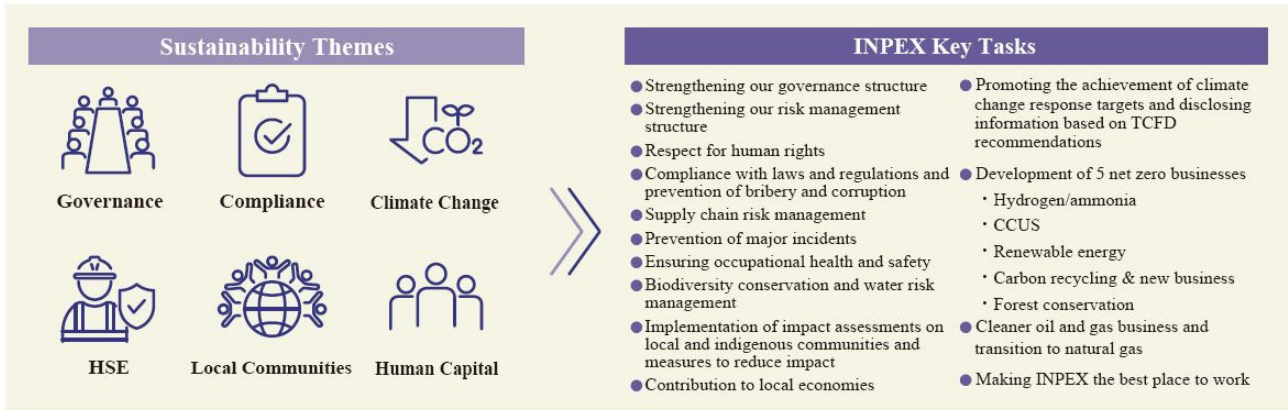 Sustainability Themes
Governance
Compliance
CO₂
Climate Change
HSE
Local Communities
Human Capital
INPEX Key Tasks
●Strengthening our governance structure
●Strengthening our risk management
structure
●Respect for human rights
●Compliance with laws and regulations and
prevention of bribery and corruption
●Supply chain risk management
●Prevention of major incidents
●Ensuring occupational health and safety
●Biodiversity conservation and water risk
management
●Implementation of impact assessments on
local and indigenous communities and
measures to reduce impact
●Contribution to local economies
●Promoting the achievement of climate
change response targets and disclosing
information based on TCFD
recommendations
●Development of 5 net zero businesses
・Hydrogen/ammonia
・CCUS
・Renewable energy
・Carbon recycling & new business
・Forest conservation
●Cleaner oil and gas business and
transition to natural gas
●Making INPEX the best place to work